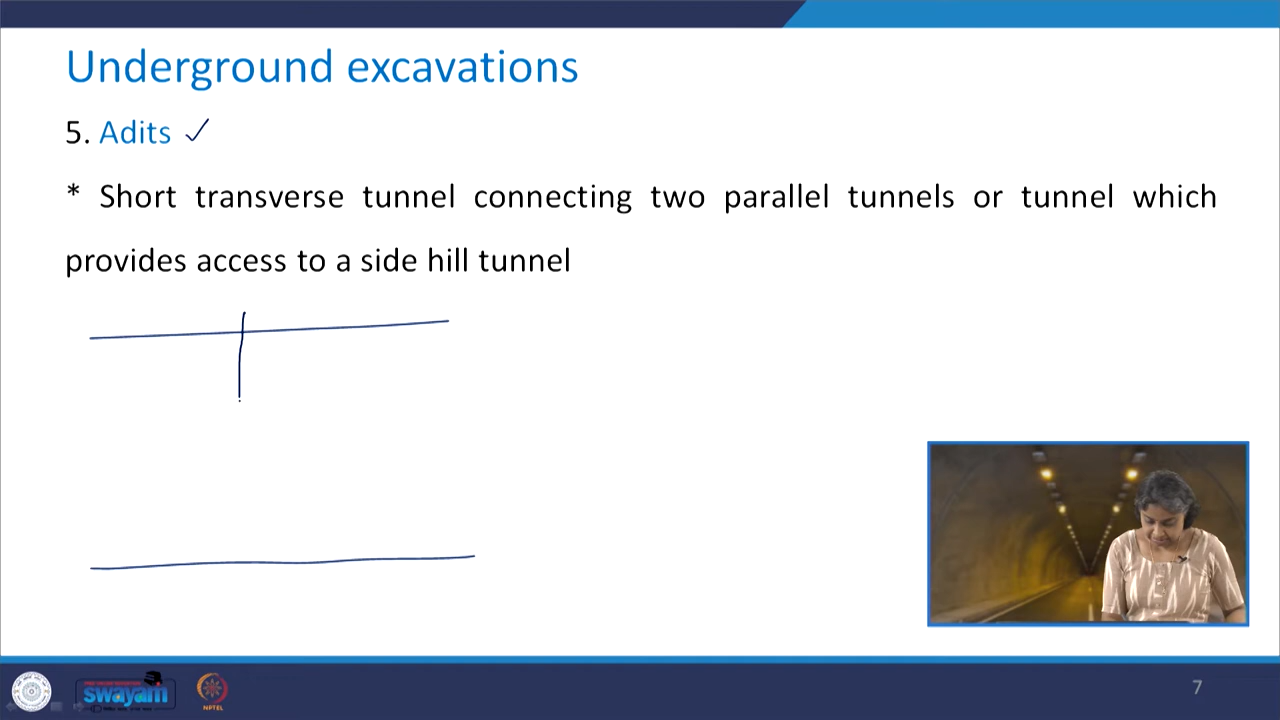 Underground excavations
5. Adits ✓
* Short transverse tunnel connecting two parallel tunnels or tunnel which
provides access to a side hill tunnel
swayam
NPTEL
7